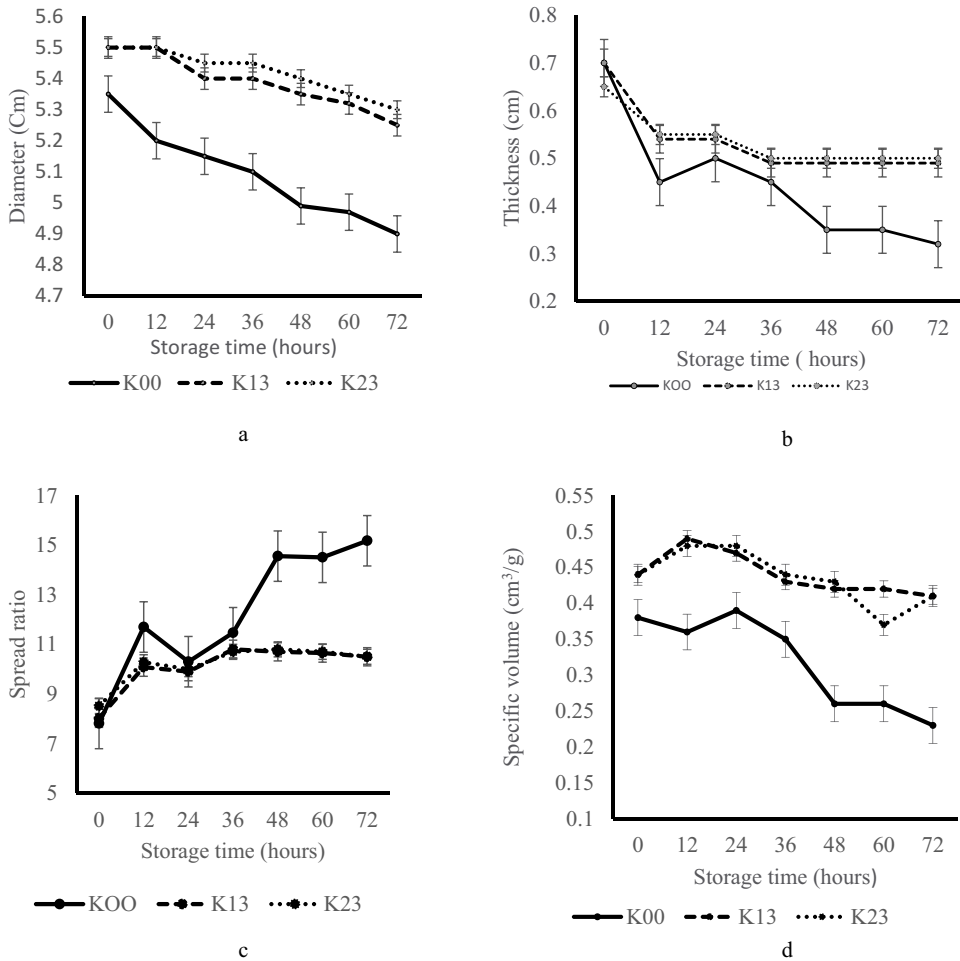 5.6
5.5
5.4
5.3
5.2
5.1
5
4.9
4.8
4.7
Diameter (Cm)
0 12 24 36 48 60 72
Storage time (hours)
K00 K13 K23
a
0.8
0.7
0.6
0.5
0.4
0.3
0.2
Thickness (cm)
0 12 24 36 48 60 72
Storage time ( hours)
KOO K13 K23
b
17
15
13
11
9
7
5
Spread ratio
0 12 24 36 48 60 72
Storage time (hours)
KOO K13 K23
c
0.55
0.5
0.45
0.4
0.35
0.3
0.25
0.2
0.15
0.1
Specific volume (cm³/g)
0 12 24 36 48 60 72
Storage time (hours)
K00 K13 K23
d